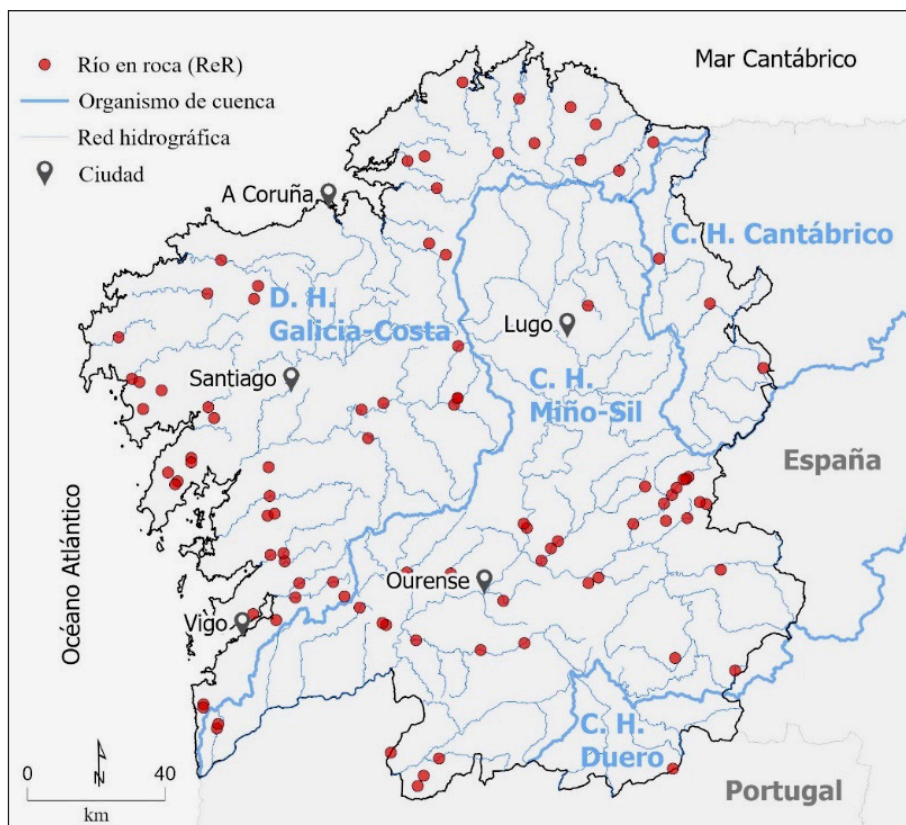 Río en roca (ReR)
Organismo de cuenca
Red hidrográfica
Ciudad
Mar Cantábrico
A Coruña
C. H. Cantábrico
D. H.
Galicia-Costa
Lugo
Santiago
C. H.
Miño-Sil
España
Océano Atlántico
Ourense
Vigo
C. H.
Duero
N
0 40
km
Portugal